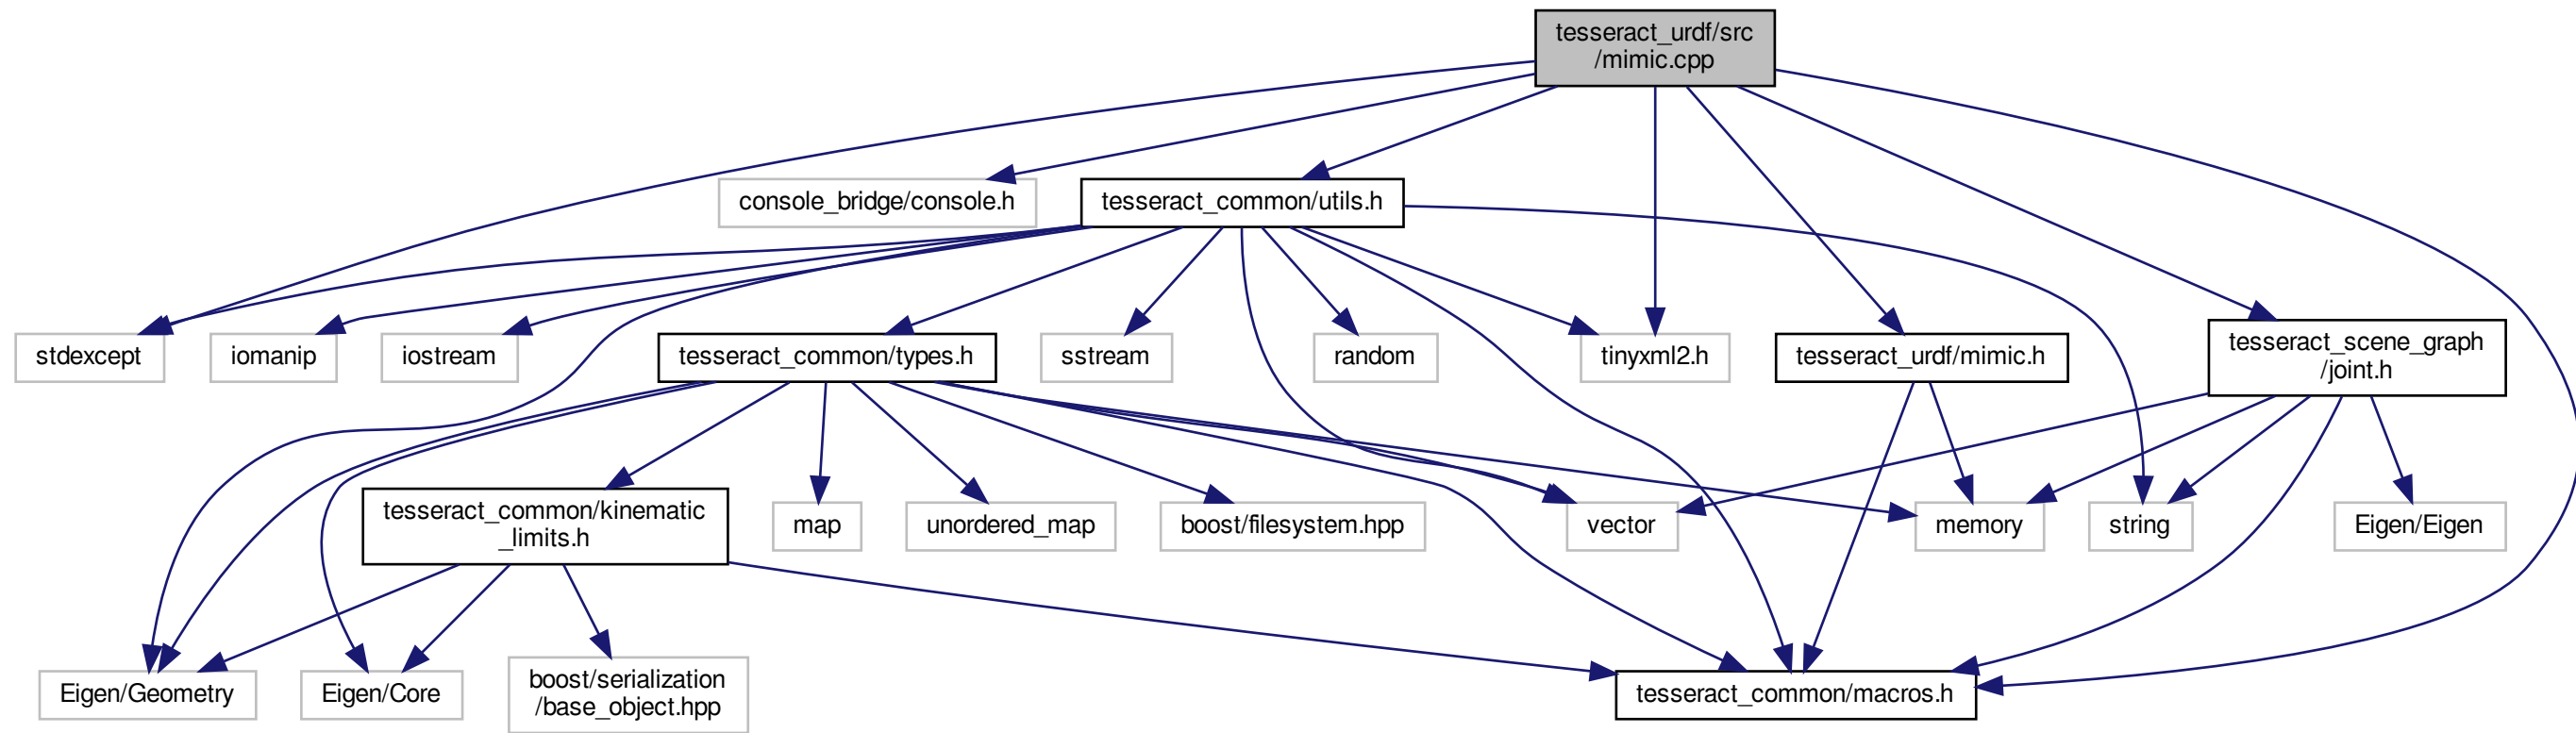 tesseract_urdf/src
/mimic.cpp
console_bridge/console.h
tesseract_common/utils.h
stdexcept
iomanip
iostream
tesseract_common/types.h
sstream
random
tinyxml2.h
tesseract_urdf/mimic.h
tesseract_scene_graph
/joint.h
tesseract_common/kinematic
_limits.h
map
unordered_map
boost/filesystem.hpp
vector
memory
string
Eigen/Eigen
Eigen/Geometry
Eigen/Core
boost/serialization
/base_object.hpp
tesseract_common/macros.h